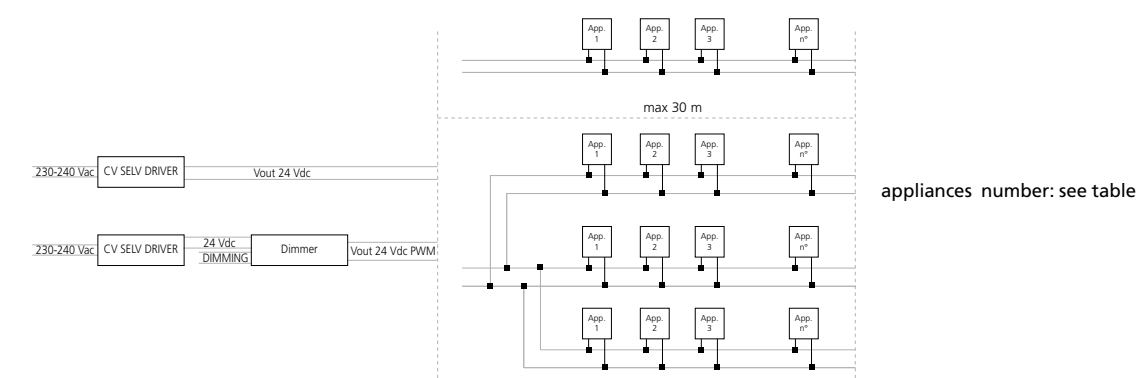 App. 1 App. 2 App. 3 App. n°
max 30 m
App. 1 App. 2 App. 3 App. n°
230-240 Vac CV SELV DRIVER Vout 24 Vdc
appliances number: see table
App. 1 App. 2 App. 3 App. n°
230-240 Vac CV SELV DRIVER 24 Vdc DIMMING Dimmer Vout 24 Vdc PWM
App. 1 App. 2 App. 3 App. n°